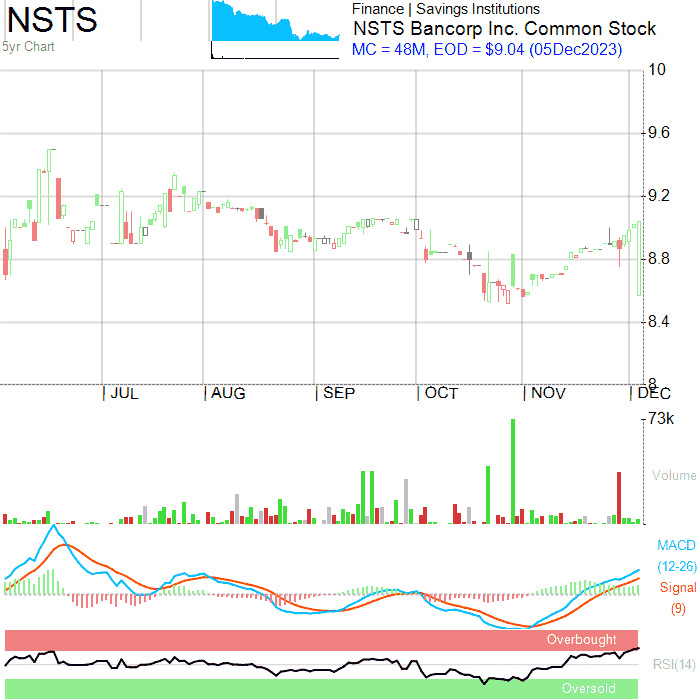 NSTS
5yr Chart
Finance | Savings Institutions
NSTS Bancorp Inc. Common Stock
MC = 48M, EOD = $9.04 (05Dec2023)
10
9.6
9.2
8.8
8.4
8
JUL
AUG
SEP
OCT
NOV
DEC
73k
Volume
MACD
(12-26)
Signal
(9)
Overbought
RSI(14)
Oversold